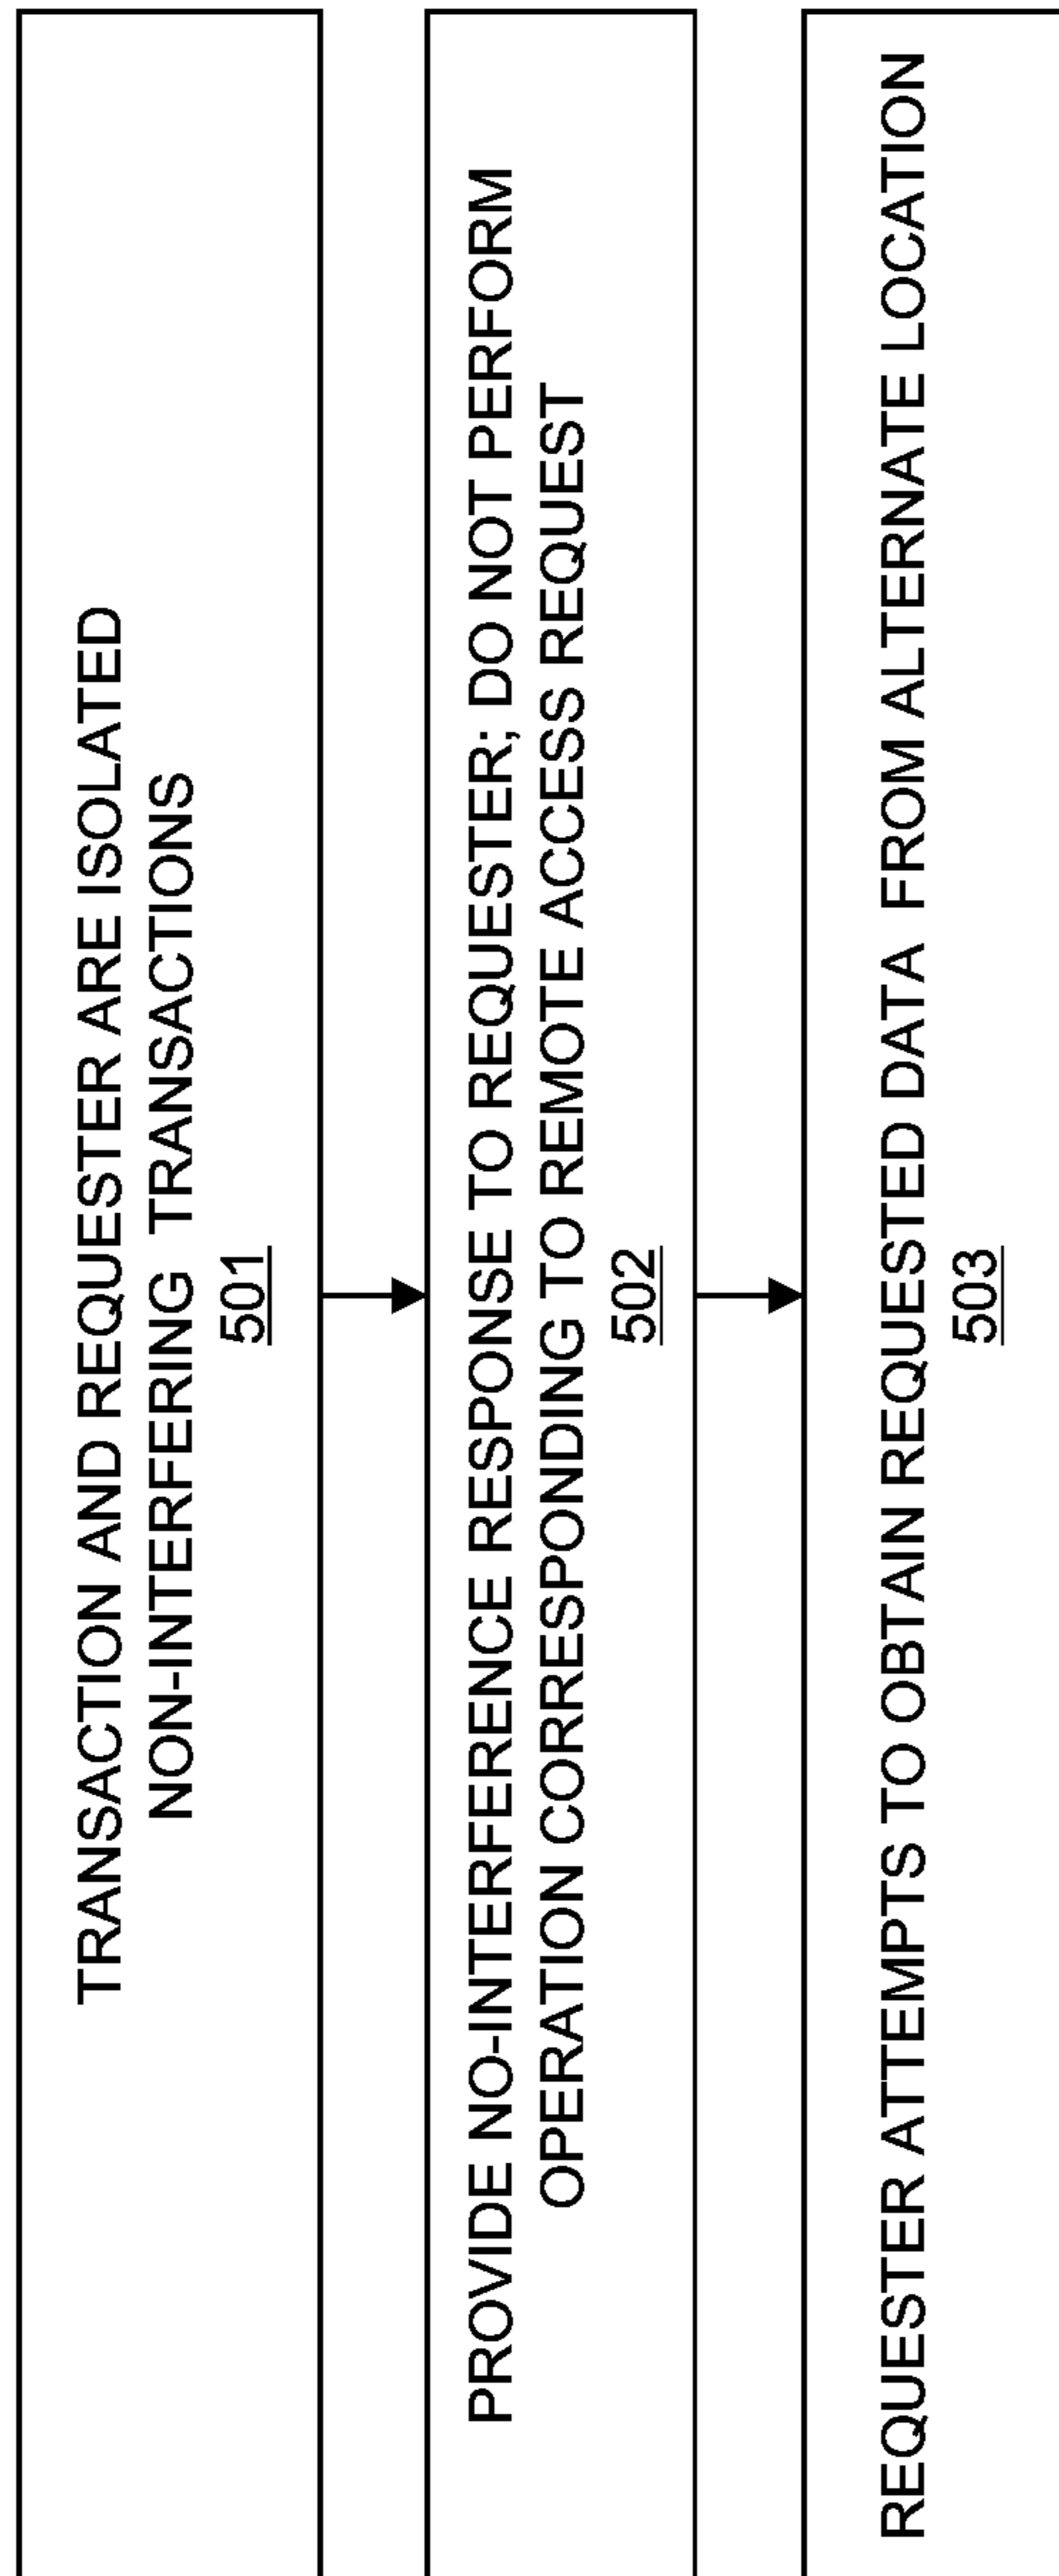 TRANSACTION AND REQUESTER ARE ISOLATED
NON-INTERFERING TRANSACTIONS
501
PROVIDE NO-INTERFERENCE RESPONSE TO REQUESTER; DO NOT PERFORM
OPERATION CORRESPONDING TO REMOTE ACCESS REQUEST
502
REQUESTER ATTEMPTS TO OBTAIN REQUESTED DATA FROM ALTERNATE LOCATION
503